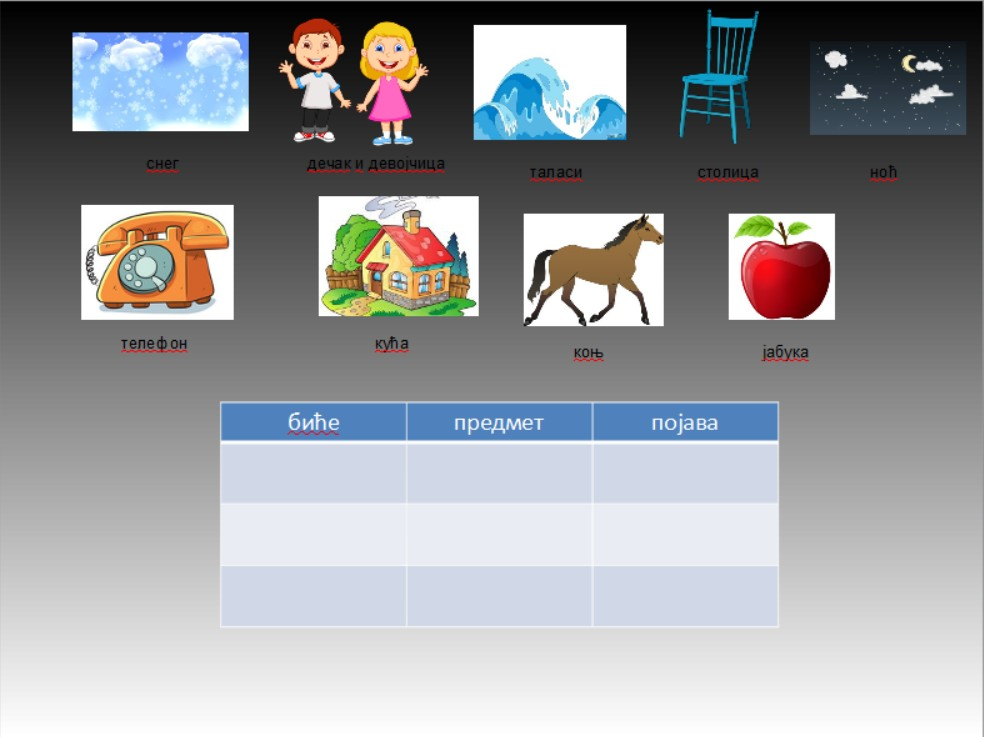 снег
дечак и девојчица
таласи
столица
ноћ
телефон
кућа
коњ
јабука
биће предмет појава